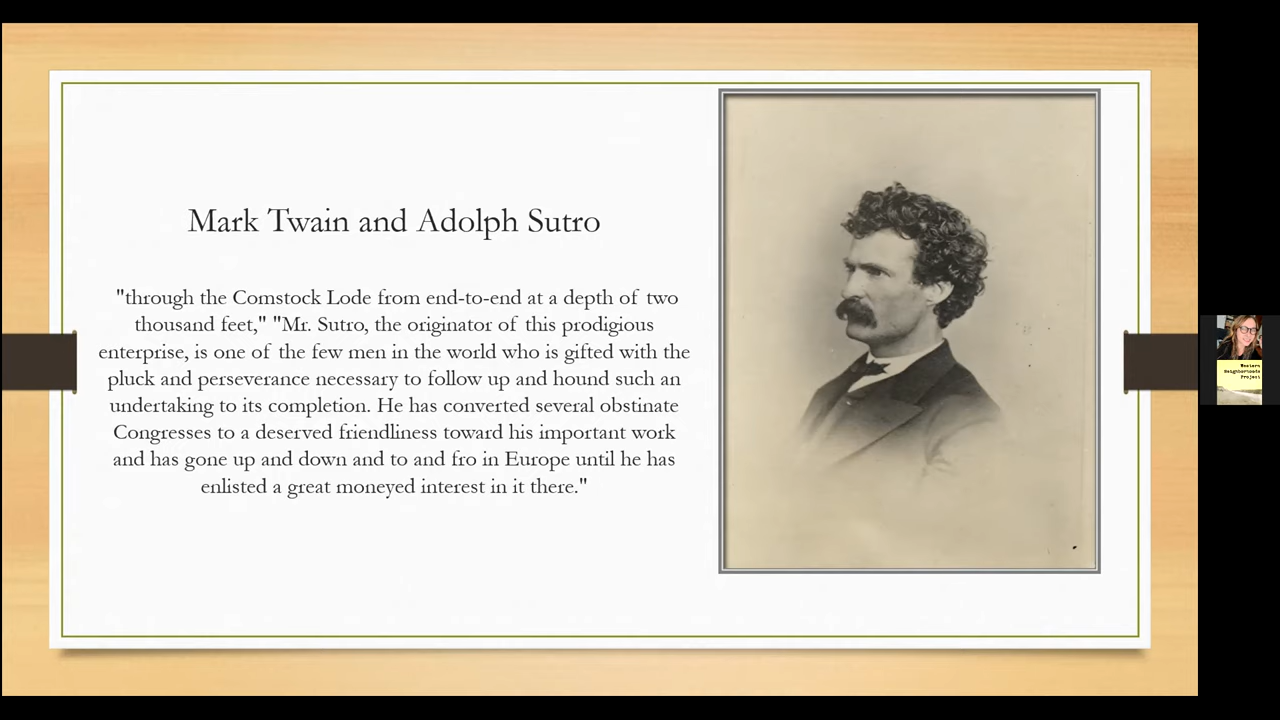 Mark Twain and Adolph Sutro
"through the Comstock Lode from end-to-end at a depth of two
thousand feet," "Mr. Sutro, the originator of this prodigious
enterprise, is one of the few men in the world who is gifted with the
pluck and perseverance necessary to follow up and hound such an
undertaking to its completion. He has converted several obstinate
Congresses to a deserved friendliness toward his important work
and has gone up and down and to and fro in Europe until he has
enlisted a great moneyed interest in it there."
Western
Neighborhoods
Project